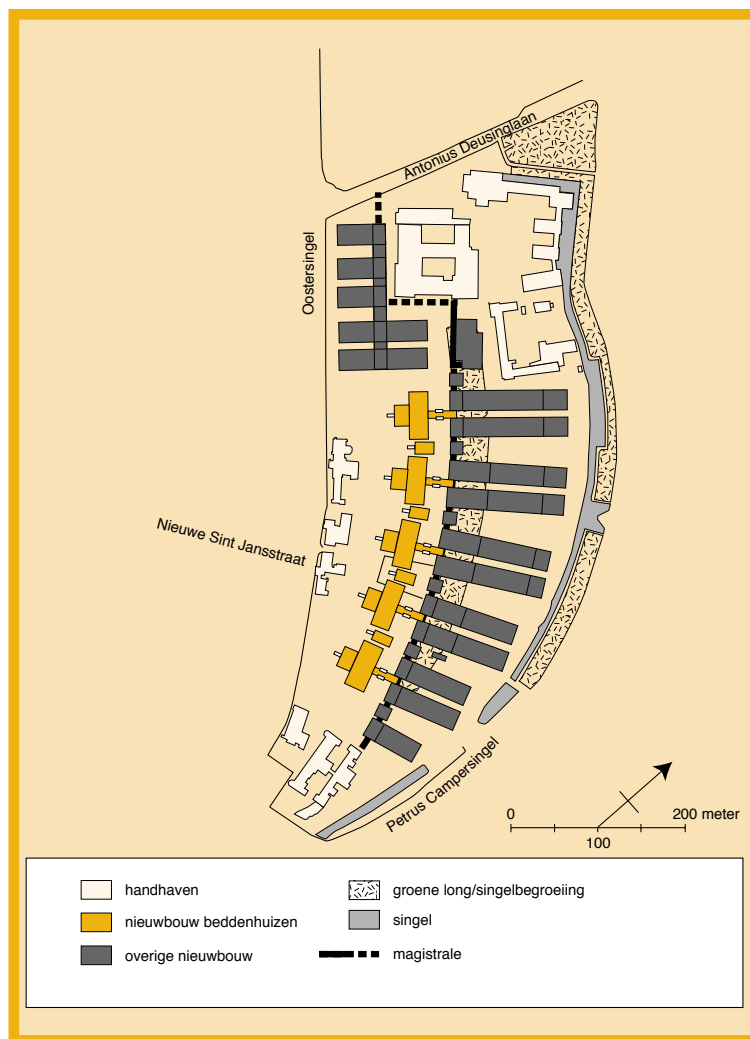 Antonius Deusinglaan
Oostersingel
Nieuwe Sint Jansstraat
Petrus Campersingel
0 200 meter
100
handhaven
nieuwbouw beddenhuizen
overige nieuwbouw
groene long/singelbegroeiing
singel
magistrale